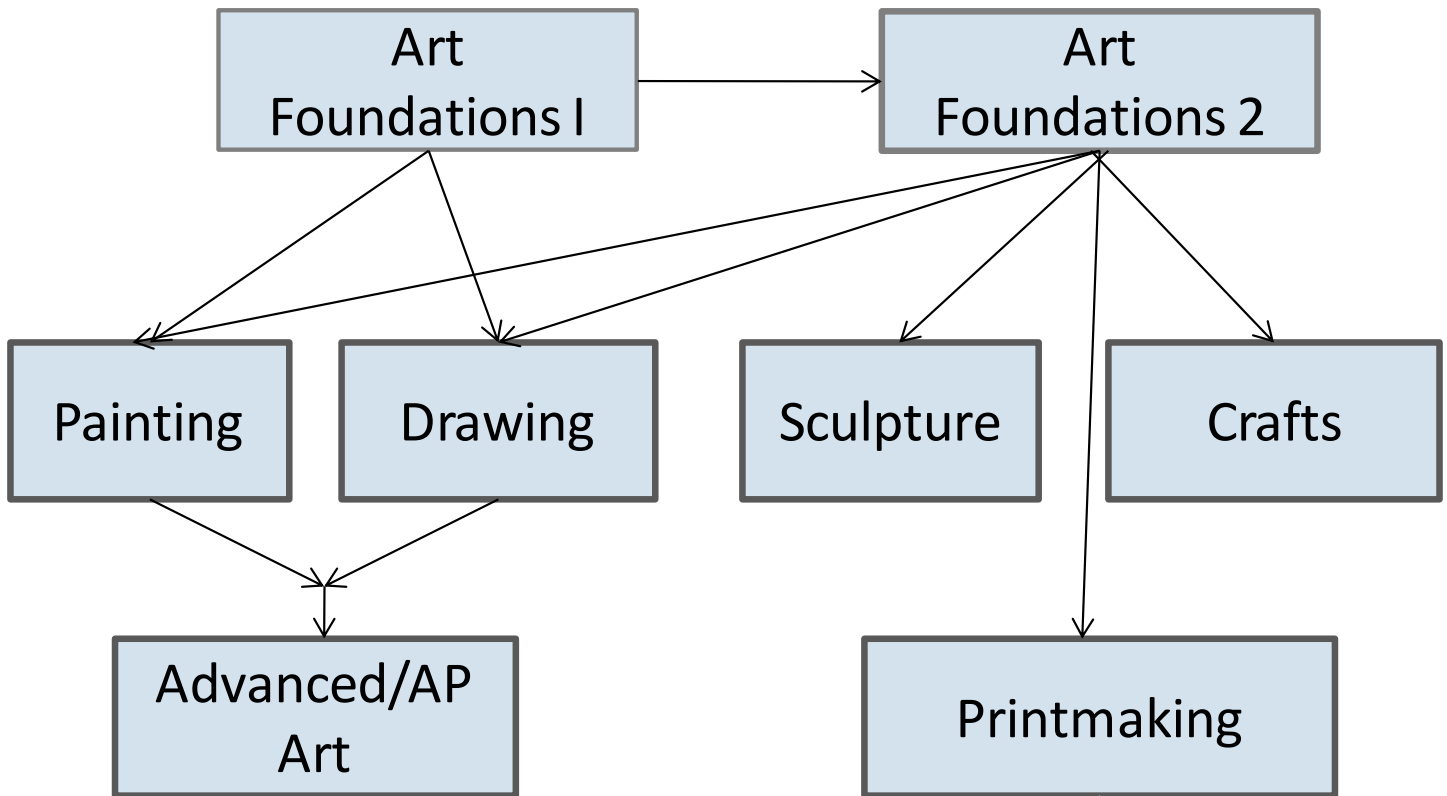 Art
Foundations I
Art
Foundations 2
Painting
Drawing
Sculpture
Crafts
Advanced/AP
Art
Printmaking